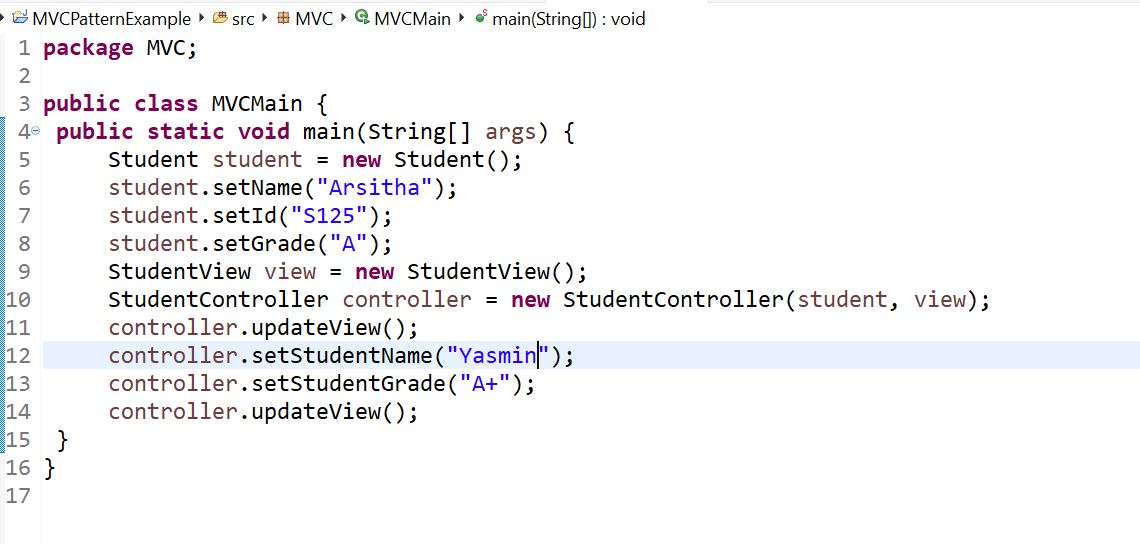 MVCPatternExample src MVC MVCMain main(String[]) : void
1 package MVC;
2
3 public class MVCMain {
4 public static void main(String[] args) {
5 Student student = new Student();
6 student.setName("Arsitha");
7 student.setId("S125");
8 student.setGrade("A");
9 StudentView view = new StudentView();
10 StudentController controller = new StudentController(student, view);
11 controller.updateView();
12 controller.setStudentName("Yasmin");
13 controller.setStudentGrade("A+");
14 controller.updateView();
15 }
16 }
17